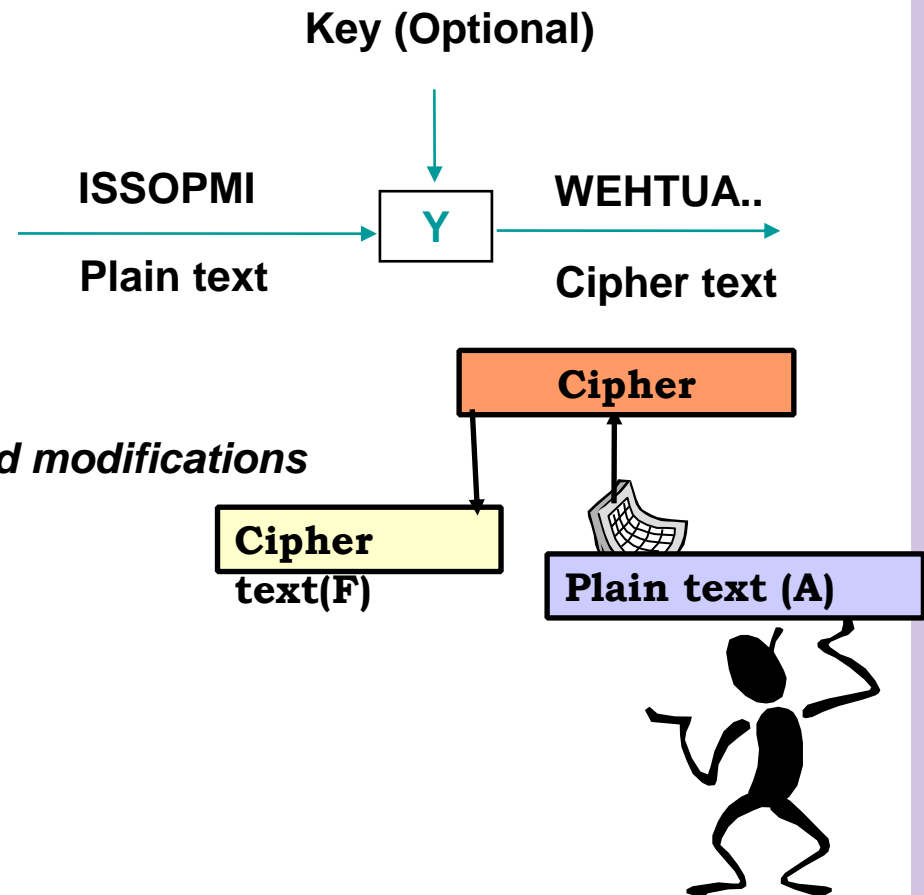 Key (Optional)
ISSOPMI
Y
WEHTUA..
Plain text
Cipher text
Cipher
d modifications
Cipher
text(F)
Plain text (A)